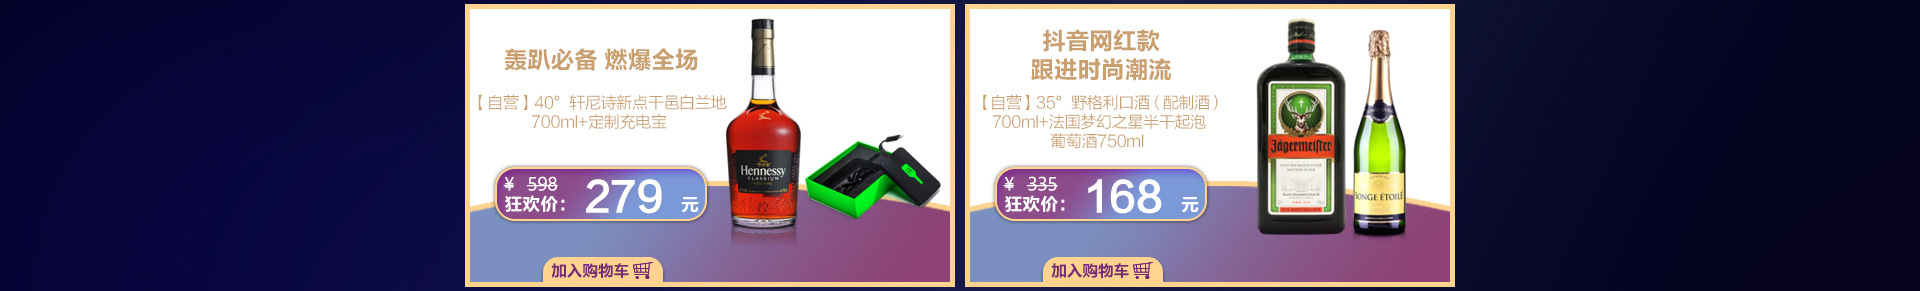 轰趴必备 燃爆全场
【自营】40°轩尼诗新点干邑白兰地
700ml+定制充电宝
¥ 598
狂欢价： 279 元
加入购物车
Hennessy
CLASSIVM
COGNAC
抖音网红款
跟进时尚潮流
【自营】35°野格利口酒（配制酒）
700ml+法国梦幻之星半干起泡
葡萄酒750ml
¥ 335
狂欢价： 168 元
加入购物车
Jägermeister
SONGE ÉTOILÉ